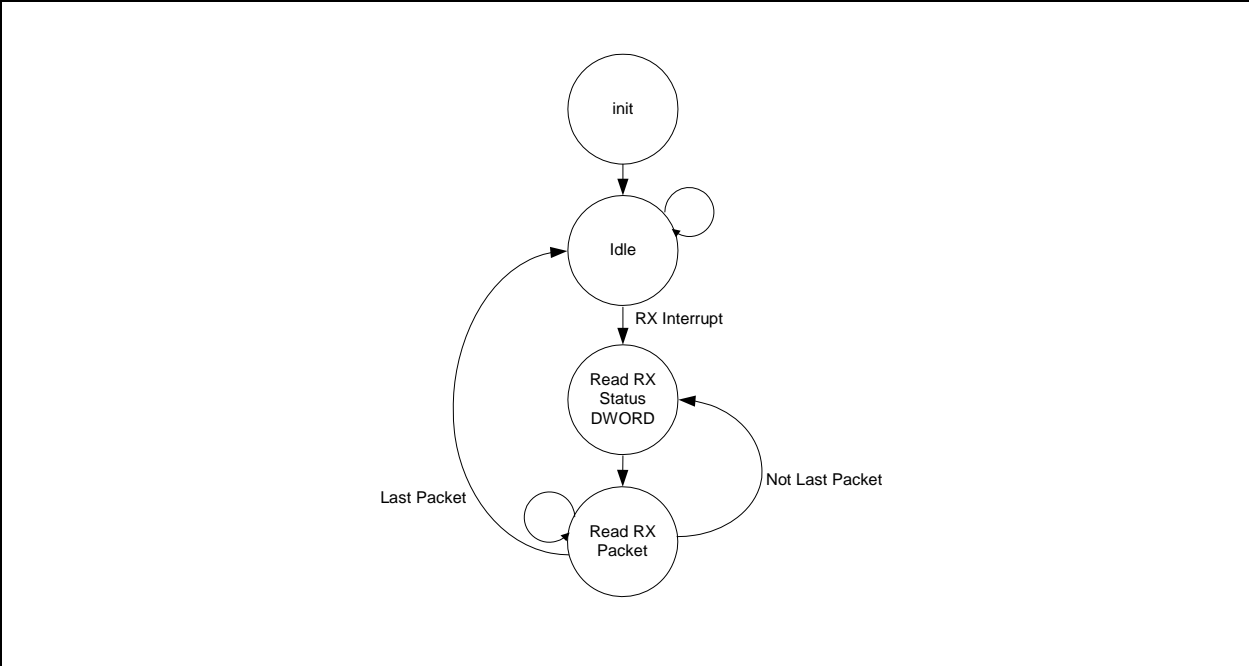 init
Idle
RX Interrupt
Read RX
Status
DWORD
Not Last Packet
Last Packet
Read RX
Packet